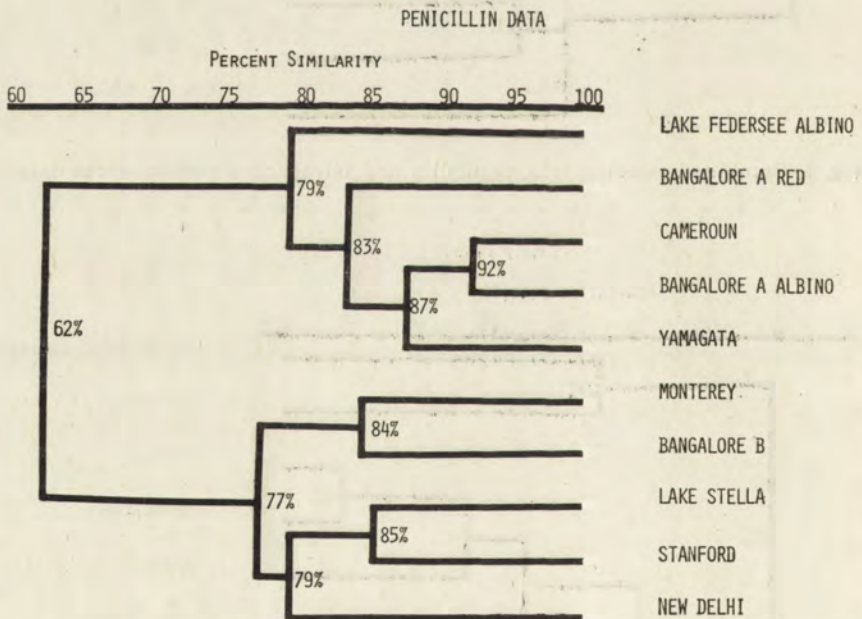 PENICILLIN DATA
PERCENT SIMILARITY
60 65 70 75 80 85 90 95 100
LAKE FEDERSEE ALBINO
79%
BANGALORE A RED
83%
CAMEROUN
92%
BANGALORE A ALBINO
87%
YAMAGATA
62%
MONTEREY
84%
BANGALORE B
77%
LAKE STELLA
85%
STANFORD
79%
NEW DELHI